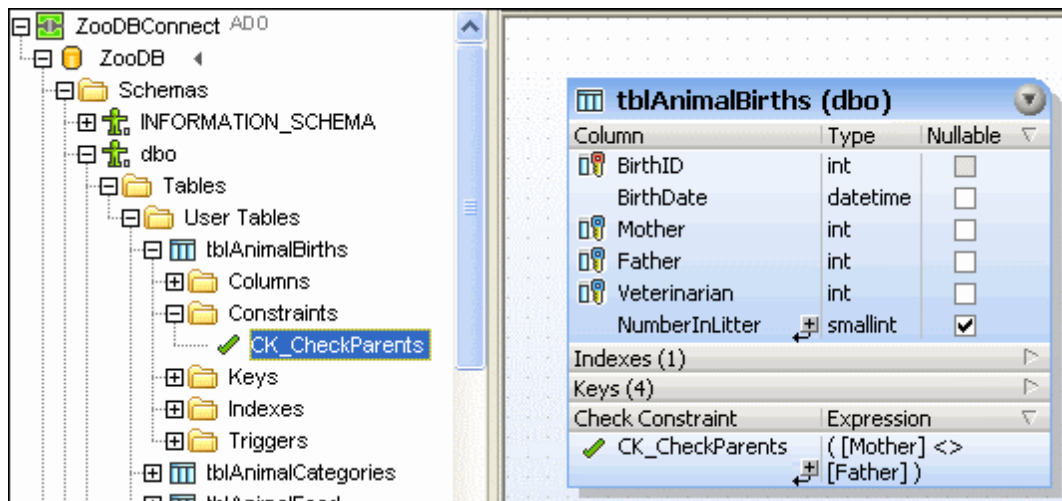 ZooDBConnect ADO
ZooDB
Schemas
INFORMATION_SCHEMA
dbo
Tables
User Tables
tblAnimalBirths
Columns
Constraints
CK_CheckParents
Keys
Indexes
Triggers
tblAnimalCategories
tblAnimalFood
tblAnimalBirths (dbo)
Column Type Nullable
BirthID int
BirthDate datetime
Mother int
Father int
Veterinarian int
NumberInLitter smallint
Indexes (1)
Keys (4)
Check Constraint Expression
CK_CheckParents ( [Mother] <>
[Father] )